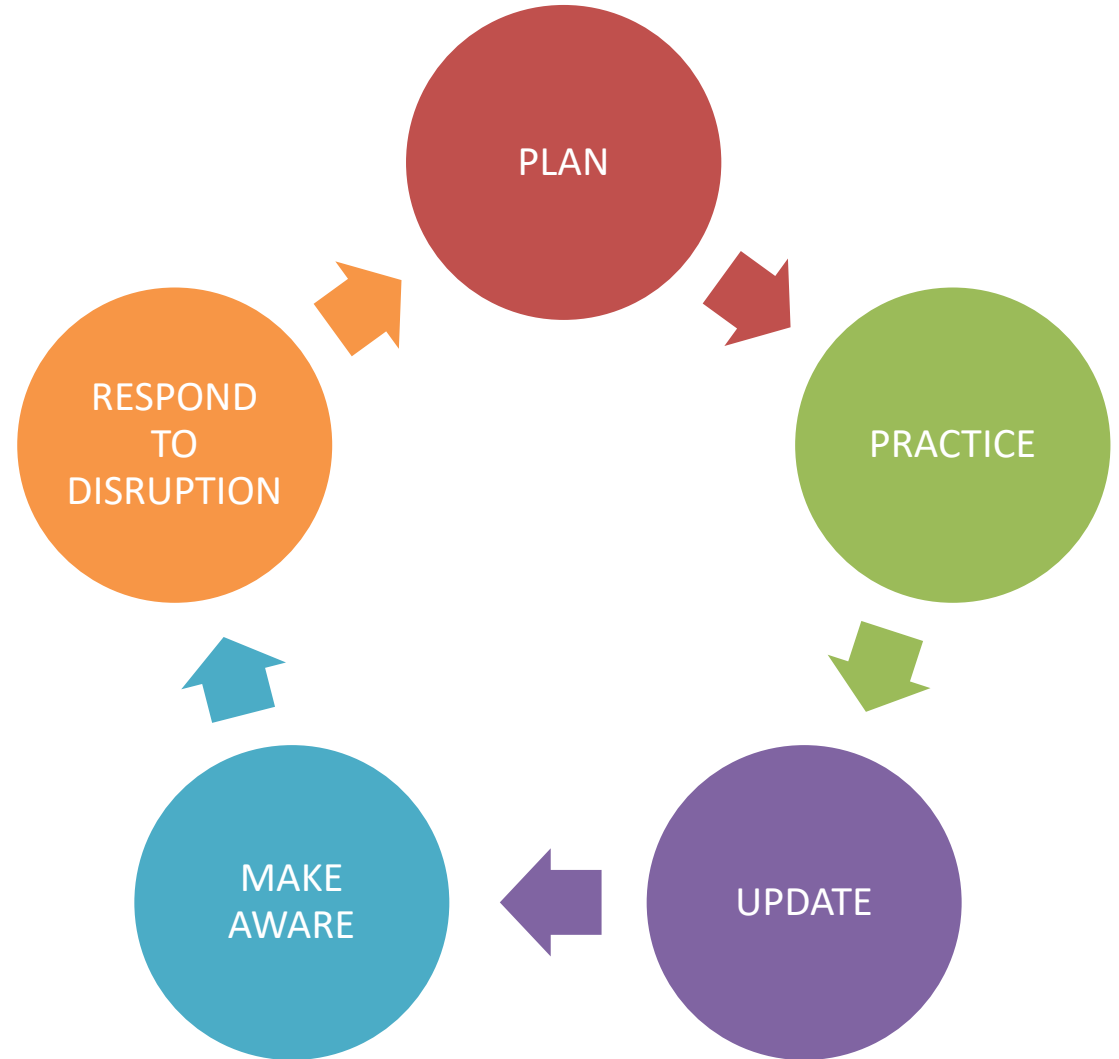 PLAN
PRACTICE
UPDATE
MAKE
AWARE
RESPOND
TO
DISRUPTION